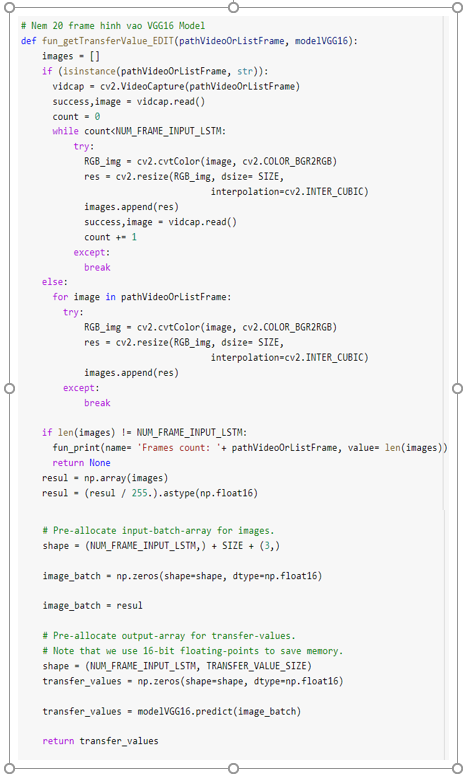 # Nem 20 frame hinh vao VGG16 Model
def fun_getTransferValue_EDIT(pathVideoOrListFrame, modelVGG16):
    images = []
    if (isinstance(pathVideoOrListFrame, str)):
      vidcap = cv2.VideoCapture(pathVideoOrListFrame)
      success,image = vidcap.read()
      count = 0
      while count<NUM_FRAME_INPUT_LSTM:
          try:
            RGB_img = cv2.cvtColor(image, cv2.COLOR_BGR2RGB)
            res = cv2.resize(RGB_img, dsize= SIZE,
                                    interpolation=cv2.INTER_CUBIC)
            images.append(res)
            success,image = vidcap.read()
            count += 1
          except:
            break
    else:
      for image in pathVideoOrListFrame:
        try:
            RGB_img = cv2.cvtColor(image, cv2.COLOR_BGR2RGB)
            res = cv2.resize(RGB_img, dsize= SIZE,
                                    interpolation=cv2.INTER_CUBIC)
            images.append(res)
        except:
            break
    if len(images) != NUM_FRAME_INPUT_LSTM:
      fun_print(name= 'Frames count: '+ pathVideoOrListFrame, value= len(images))
      return None
    resul = np.array(images)
    resul = (resul / 255.).astype(np.float16)
    # Pre-allocate input-batch-array for images.
    shape = (NUM_FRAME_INPUT_LSTM,) + SIZE + (3,)
    image_batch = np.zeros(shape=shape, dtype=np.float16)
    image_batch = resul
    # Pre-allocate output-array for transfer-values.
    # Note that we use 16-bit floating-points to save memory.
    shape = (NUM_FRAME_INPUT_LSTM, TRANSFER_VALUE_SIZE)
    transfer_values = np.zeros(shape=shape, dtype=np.float16)
    transfer_values = modelVGG16.predict(image_batch)
    return transfer_values